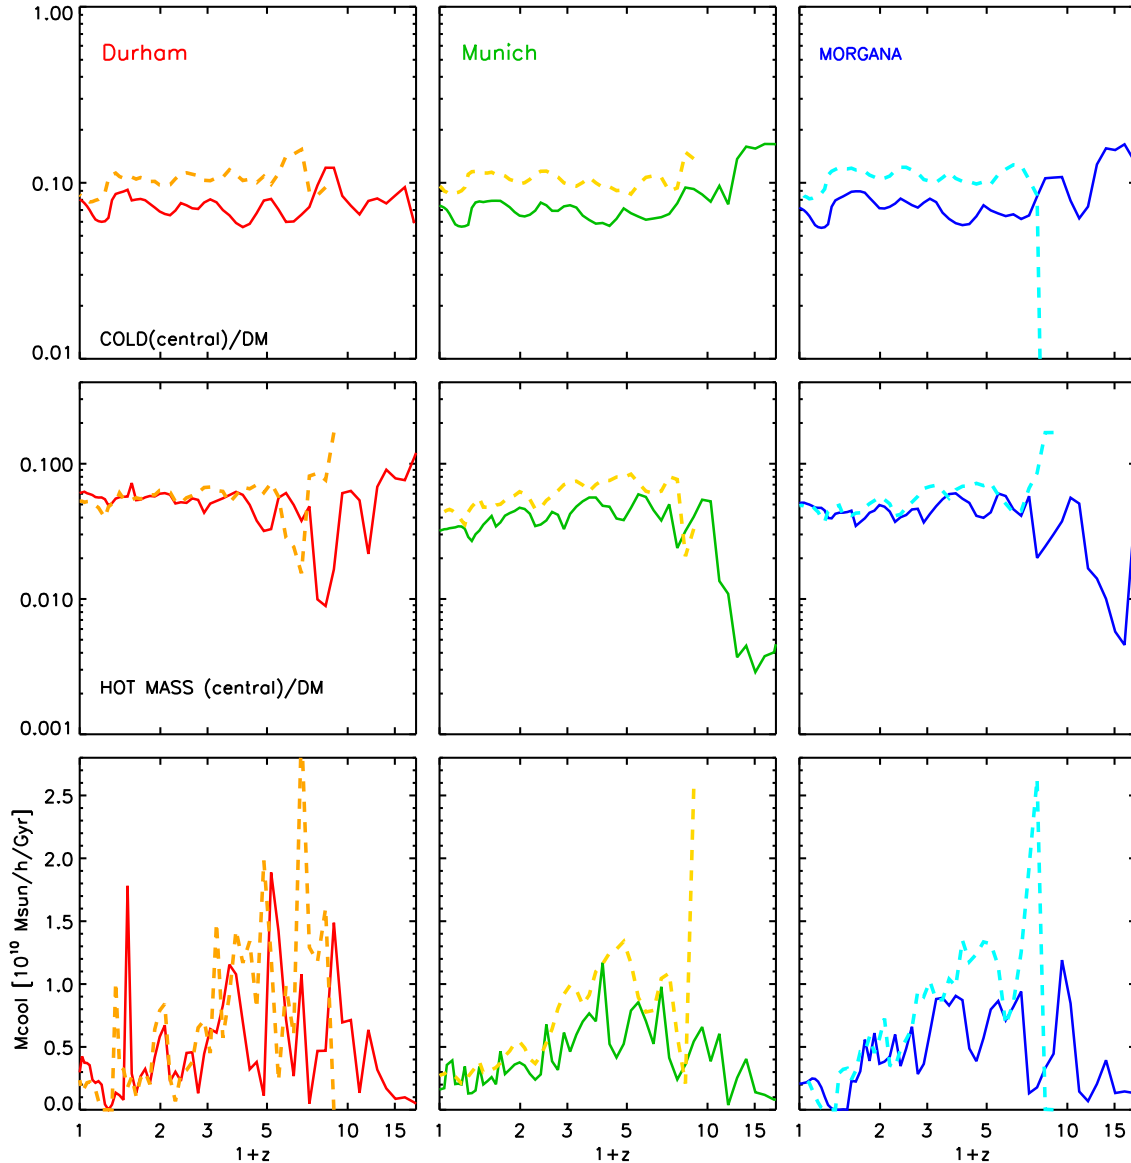 1.00
Durham
Munich
MORGANA
0.10
COLD(central)/DM
0.01
0.100
0.010
HOT MASS (central)/DM
0.001
Mcool [10¹⁰ Msun/h/Gyr]
2.5
2.0
1.5
1.0
0.5
0.0
1 2 3 5 10 15
1 2 3 5 10 15
1 2 3 5 10 15
1+z
1+z
1+z